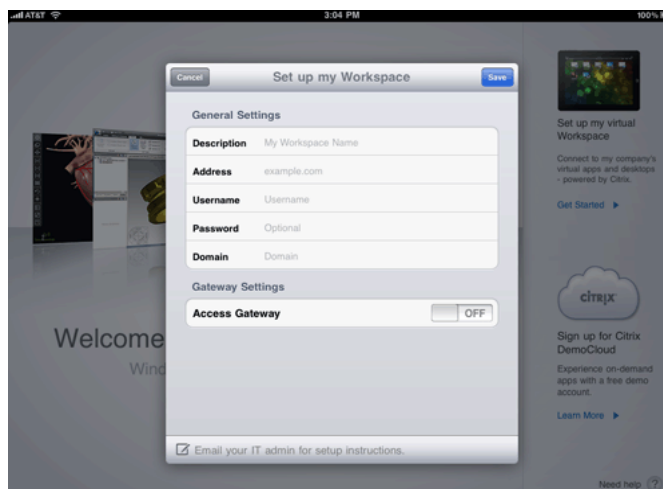 AT&T
3:04 PM
100%
Cancel
Set up my Workspace
Save
General Settings
Description My Workspace Name
Address example.com
Username Username
Password Optional
Domain Domain
Gateway Settings
Access Gateway OFF
Email your IT admin for setup instructions.
Welcome
Wind
Set up my virtual
Workspace
Connect to my company's
virtual apps and desktops
- powered by Citrix.
Get Started
CITRIX
Sign up for Citrix
DemoCloud
Experience on-demand
apps with a free demo
account.
Learn More
Need help ?